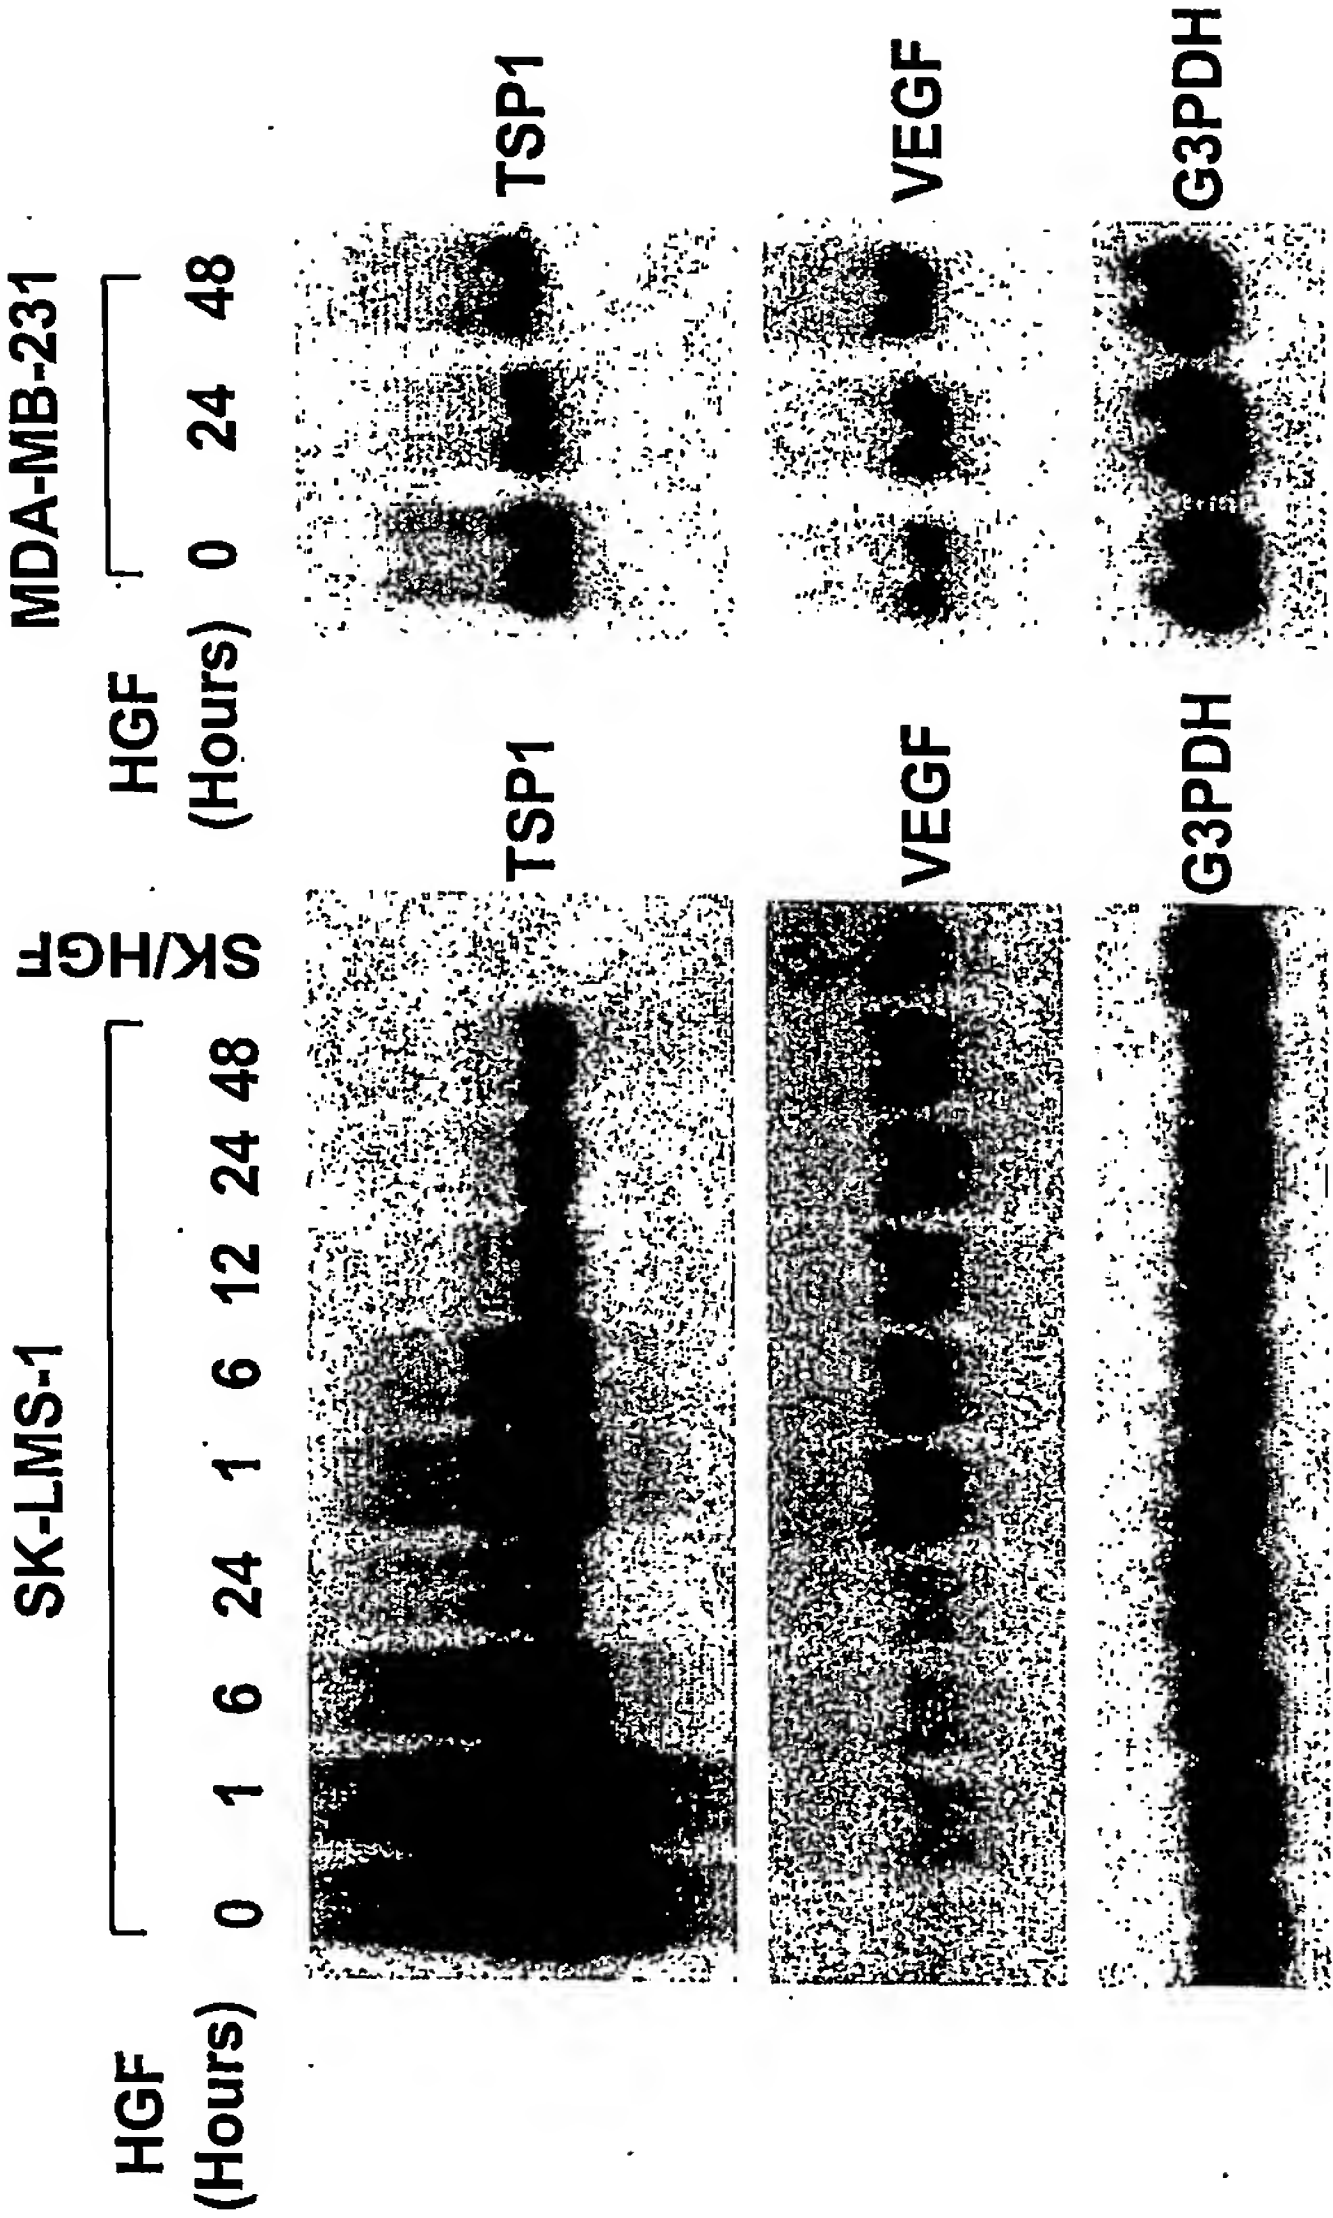 SK-LMS-1
HGF
(Hours) 0 1 6 24 1 6 12 24 48 SK/HGF
TSP1
VEGF
G3PDH
MDA-MB-231
HGF
(Hours) 0 24 48
TSP1
VEGF
G3PDH